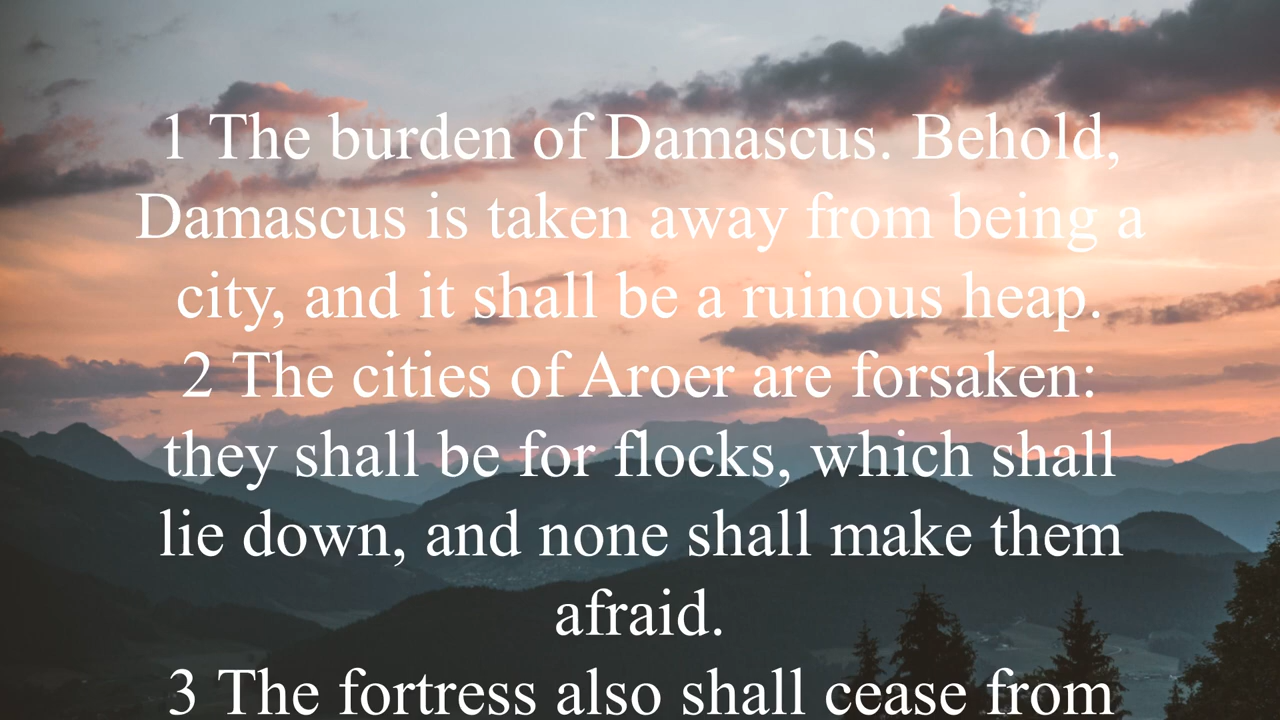 1 The burden of Damascus. Behold,
Damascus is taken away from being a
city, and it shall be a ruinous heap.
2 The cities of Aroer are forsaken:
they shall be for flocks, which shall
lie down, and none shall make them
afraid.
3 The fortress also shall cease from